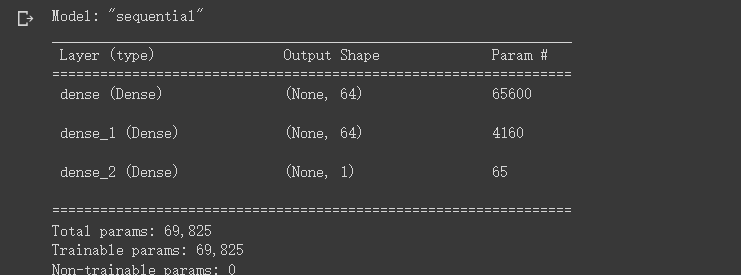 Model: "sequential"
Layer (type) Output Shape Param #
=================================================================
dense (Dense) (None, 64) 65600
dense_1 (Dense) (None, 64) 4160
dense_2 (Dense) (None, 1) 65
=================================================================
Total params: 69,825
Trainable params: 69,825
Non-trainable params: 0